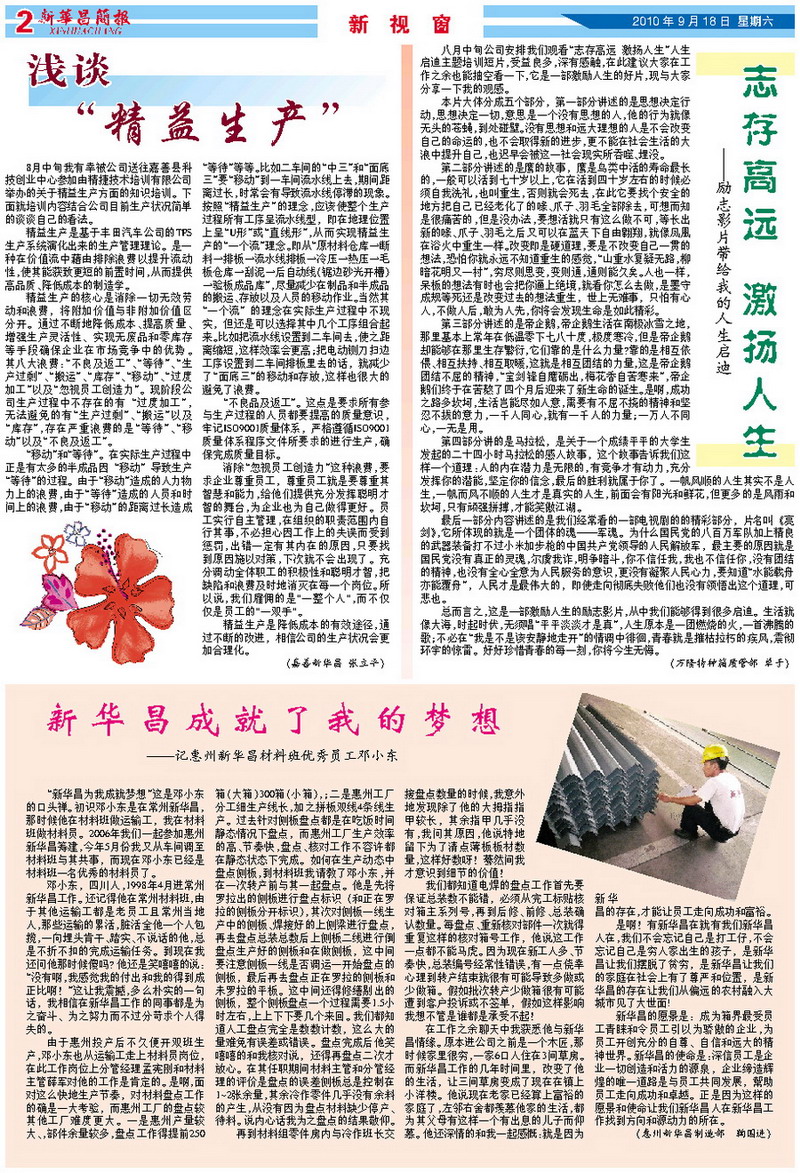 2 新華昌簡報
XINHUACHANG
新视窗
2010年9月18日 星期六
浅谈
“精益生产”
8月中旬我有幸被公司送往嘉善县科
技创业中心参加由精捷技术培训有限公司
举办的关于精益生产方面的知识培训。下
面就培训内容结合公司目前生产状况简单
的谈谈自己的看法。
精益生产是基于丰田汽车公司的TPS
生产系统演化出来的生产管理理论。是一
种在价值流中藉由排除浪费以提升流动
性,使其能获致更短的前置时间,从而提供
高品质、降低成本的制造学。
精益生产的核心是消除一切无效劳
动和浪费,将附加价值与非附加价值区
分开。通过不断地降低成本、提高质量、
增强生产灵活性、实现无废品和零库存
等手段确保企业在市场竞争中的优势。
其八大浪费:“不良及返工”、“等待”、“生
产过剩”、“搬运”、“库存”、“移动”、“过度
加工”以及“忽视员工创造力”。现阶段公
司生产过程中不存在的有“过度加工”,
无法避免的有“生产过剩”、“搬运”以及
“库存”,存在严重浪费的是“等待”、“移
动”以及“不良及返工”。
“移动”和“等待”。在实际生产过程中
正是有太多的半成品因“移动”导致生产
“等待”的过程。由于“移动”造成的人力物
力上的浪费,由于“等待”造成的人员和时
间上的浪费,由于“移动”的距离过长造成
“等待”等等。比如二车间的“中三”和“面底
三”要“移动”到一车间流水线上去,期间距
离过长,时常会有导致流水线停滞的现象。
按照“精益生产”的理念,应该使整个生产
过程所有工序呈流水线型,即在地理位置
上呈“U形”或“直线形”,从而实现精益生
产的“一个流”理念。即从“原材料仓库—断
料—排板—流水线排板—冷压—热压—毛
板仓库—刮泥—后自动线(锯边砂光开槽)
—验板成品库”,尽量减少在制品和半成品
的搬运、存放以及人员的移动作业。当然其
“一个流”的理念在实际生产过程中不现
实,但还是可以选择其中几个工序组合起
来。比如把流水线设置到二车间去,使之距
离缩短,这样效率会更高;把电动侧刀扫边
工序设置到二车间排板里去的话,就减少
了“面底三”的移动和存放,这样也很大的
避免了浪费。
“不良品及返工”。这点是要求所有参
与生产过程的人员都要提高的质量意识,
牢记ISO9001质量体系,严格遵循ISO9001
质量体系程序文件所要求的进行生产,确
保完成质量目标。
消除“忽视员工创造力”这种浪费,要
求企业尊重员工,尊重员工就是要尊重其
智慧和能力,给他们提供充分发挥聪明才
智的舞台,为企业也为自己做得更好。员
工实行自主管理,在组织的职责范围内自
行其事,不必担心因工作上的失误而受到
惩罚,出错一定有其内在的原因,只要找
到原因施以对策,下次就不会出现了。充
分调动全体职工的积极性和聪明才智,把
缺陷和浪费及时地消灭在每一个岗位。所
以说,我们雇佣的是“一整个人”,而不仅
仅是员工的“一双手”。
精益生产是降低成本的有效途径,通
过不断的改进,相信公司的生产状况会更
加合理化。
(嘉善新华昌 张立平)
志存高远 激扬人生
——励志影片带给我的人生启迪
八月中旬公司安排我们观看“志存高远 激扬人生”人生
启迪主题培训短片,受益良多,深有感触,在此建议大家在工
作之余也能抽空看一下,它是一部激励人生的好片,现与大家
分享一下我的观感。
本片大体分成五个部分,第一部分讲述的是思想决定行
动,思想决定一切,意思是一个没有思想的人,他的行为就像
无头的苍蝇,到处碰壁。没有思想和远大理想的人是不会改变
自己的命运的,也不会取得新的进步,更不能在社会生活的大
浪中提升自己,也迟早会被这一社会现实所吞噬、埋没。
第二部分讲述的是鹰的故事,鹰是鸟类中活的寿命最长
的,一般可以活到七十岁以上,它在活到四十岁左右的时候必
须自我洗礼,也叫重生,否则就会死去,在此它要找个安全的
地方把自己已经老化了的喙、爪子、羽毛全部除去,可想而知
是很痛苦的,但是没办法,要想活就只有这么做不可,等长出
新的喙、爪子、羽毛之后又可以在蓝天下自由翱翔,就像凤凰
在浴火中重生一样。改变即是硬道理,要是不改变自己一贯的
想法,恐怕你就永远不知道重生的感觉,“山重水复疑无路,柳
暗花明又一村”,穷尽则思变,变则通,通则能久矣。人也一样,
呆板的想法有时也会把你逼上绝境,就看你怎么去做,是墨守
成规等死还是改变过去的想法重生,世上无难事,只怕有心
人,不做人后,敢为人先,你将会发现生命是如此精彩。
第三部分讲述的是帝企鹅,帝企鹅生活在南极冰雪之地,
那里基本上常年在低温零下七八十度,极度寒冷,但是帝企鹅
却能够在那里生存繁衍,它们靠的是什么力量?靠的是相互依
偎、相互扶持、相互取暖,这就是相互团结的力量,这是帝企鹅
团结不屈的精神,“宝剑锋自磨砺出,梅花香自苦寒来”,帝企
鹅们终于在苦熬了四个月后迎来了新生命的诞生。是啊,成功
之路多坎坷,生活岂能尽如人意,需要有不屈不挠的精神和坚
忍不拔的意力,一千人同心,就有一千人的力量;一万人不同
心,一无是用。
第四部分讲的是马拉松,是关于一个成绩平平的大学生
发起的二十四小时马拉松的感人故事,这个故事告诉我们这
样一个道理:人的内在潜力是无限的,有竞争才有动力,充分
发挥你的潜能,坚定你的信念,最后的胜利就属于你了。一帆风顺的人生其实不是人
生,一帆而风不顺的人生才是真实的人生,前面会有阳光和鲜花,但更多的是风雨和
坎坷,只有顽强拼搏,才能笑傲江湖。
最后一部分内容讲述的是我们经常看的一部电视剧的的精彩部分,片名叫《亮
剑》,它所体现的就是一个团体的魂——军魂。为什么国民党的八百万军队加上精良
的武器装备打不过小米加步枪的中国共产党领导的人民解放军,最主要的原因就是
国民党没有真正的灵魂,尔虞我诈,明争暗斗,你不信任我,我也不信任你,没有团结
的精神,也没有全心全意为人民服务的意识,更没有凝聚人民心力,要知道“水能载舟
亦能覆舟”,人民才是最伟大的,即使走向彻底失败他们也没有领悟出这个道理,可
悲也。
总而言之,这是一部激励人生的励志影片,从中我们能够得到很多启迪。生活就
像大海,时起时伏,无须唱“平平淡淡才是真”,人生原本是一团燃烧的火,一首沸腾的
歌;不必在“我是不是该安静地走开”的情调中徘徊,青春就是摧枯拉朽的疾风,震彻
环宇的惊雷。好好珍惜青春的每一刻,你将今生无悔。
(万隆特种箱质管部 单于)
新华昌成就了我的梦想
——记惠州新华昌材料班优秀员工邓小东
“新华昌为我成就梦想”这是邓小东
的口头禅。初识邓小东是在常州新华昌,
那时候他在材料班做运输工,我在材料
班做材料员。2006年我们一起参加惠州
新华昌筹建,今年5月份我又从车间调至
材料班与其共事,而现在邓小东已经是
材料班一名优秀的材料员了。
邓小东,四川人,1998年4月进常州
新华昌工作。还记得他在常州材料班,由
于其他运输工都是老员工且常州当地
人,那些运输的累活,脏活全他一个人包
揽,一向埋头肯干、踏实、不说话的他,总
是不折不扣的完成运输任务。到现在我
还问他那时候傻吗?他还是笑嘻嘻的说:
“没有啊,我感觉我的付出和我的得到成
正比啊!”这让我震撼,多么朴实的一句
话,我相信在新华昌工作的同事都是为
之奋斗、为之努力而不过分苛求个人得
失的。
由于惠州投产后不久便开双班生
产,邓小东也从运输工走上材料员岗位,
在此工作岗位上分管经理孟宪刚和材料
主管薛军对他的工作是肯定的。是啊,面
对这么快地生产节奏,对材料盘点工作
的确是一大考验,而惠州工厂的盘点较
其他工厂难度更大。一是惠州产量较
大、、部件余量较多,盘点工作得提前250
箱(大箱)300箱(小箱),;二是惠州工厂
分工细生产线长,加之拼板双线4条线生
产。过去针对侧板盘点都是在吃饭时间
静态情况下盘点,而惠州工厂生产效率
的高、节奏快,盘点、核对工作不容许都
在静态状态下完成。如何在生产动态中
盘点侧板,到材料班我请教了邓小东,并
在一次转产前与其一起盘点。他是先将
罗拉出的侧板进行盘点标识(和正在罗
拉的侧板分开标识),其次对侧板一线生
产中的侧板、焊接好的上侧梁进行盘点,
再去盘点总装总数后上侧板二线进行倒
盘点生产好的侧板和在做侧板,这中间
要注意侧板一线是否调运一开始盘点的
侧板,最后再去盘点正在罗拉的侧板和
未罗拉的平板。这中间还得修缮剔出的
侧板,整个侧板盘点一个过程需要1.5小
时左右,上上下下要几个来回。我们都知
道人工盘点完全是数数计数,这么大的
量难免有误差或错误。盘点完成后他笑
嘻嘻的和我核对说,还得再盘点二次才
放心。在其任职期间材料主管和分管经
理的评价是盘点的误差侧板总是控制在
1~2张余量,其余冷作零件几乎没有余料
的产生,从没有因为盘点材料缺少停产、
待料。说内心话我为之盘点的结果敬仰。
再到材料组零件房内与冷作班长交
接盘点数量的时候,我意外
地发现除了他的大拇指指
甲较长,其余指甲几乎没
有,我问其原因,他说特地
留下为了清点薄板板材数
量,这样好数呀!蓦然间我
才意识到细节的价值!
我们都知道电焊的盘点工作首先要
保证总装数不能错,必须从完工标贴核
对箱主系列号,再到后修、前修、总装确
认数量。每盘点、重新核对部件一次就得
重复这样的核对箱号工作,他说这工作
一点都不能马虎。因为现在新工人多、节
奏快,总装编号经常性错误,有一点侥幸
心理到转产结束就很有可能导致多做或
少做箱。假如批次转产少做箱很有可能
遭到客户投诉或不签单,假如这样影响
我想不管是谁都是承受不起!
在工作之余聊天中我获悉他与新华
昌情缘。原本进公司之前是一个木匠,那
时候家里很穷,一家6口人住在3间草房。
而新华昌工作的几年时间里,改变了他
的生活,让三间草房变成了现在在镇上
小洋楼。他说现在老家已经算上富裕的
家庭了,左邻右舍都羡慕他家的生活,都
为其父母有这样一个有出息的儿子而仰
慕。他还深情的和我一起感慨:就是因为
新华
昌的存在,才能让员工走向成功和富裕。
是啊!有新华昌在就有我们新华昌
人在,我们不会忘记自己是打工仔,不会
忘记自己是穷人家出生的孩子,是新华
昌让我们摆脱了贫穷,是新华昌让我们
的家庭在社会上有了尊严和位置,是新
华昌的存在让我们从偏远的农村融入大
城市见了大世面!
新华昌的愿景是:成为箱界最受员
工青睐和令员工引以为骄傲的企业,为
员工开创充分的自尊、自信和远大的精
神世界。新华昌的使命是:深信员工是企
业一切创造和活力的源泉,企业缔造辉
煌的唯一道路是与员工共同发展,帮助
员工走向成功和卓越。正是因为这样的
愿景和使命让我们新华昌人在新华昌工
作找到方向和源动力的所在。
(惠州新华昌制造部 鞠国进)